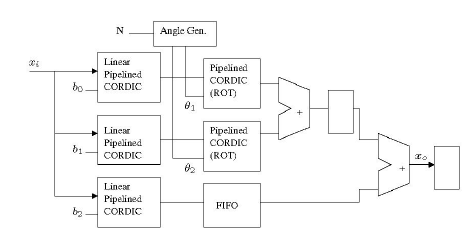 N
Angle Gen.
x_i
Linear
Pipelined
CORDIC
b_0
Pipelined
CORDIC
(ROT)
θ_1
+
Linear
Pipelined
CORDIC
b_1
Pipelined
CORDIC
(ROT)
θ_2
+
x_o
Linear
Pipelined
CORDIC
b_2
FIFO